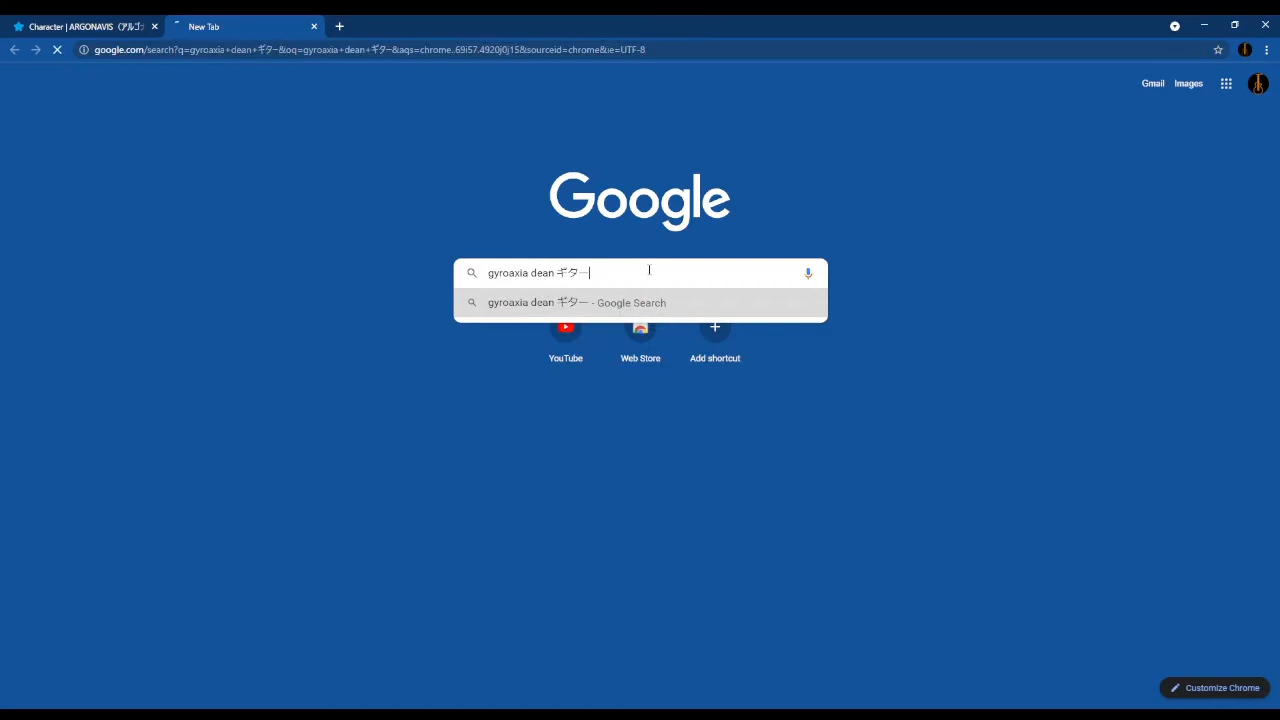 Character | ARGONAVIS（アルゴナ
New Tab
google.com/search?q=gyroaxia+dean+ギター&oq=gyroaxia+dean+ギター&aqs=chrome..69i57.4920j0j15&sourceid=chrome&ie=UTF-8
Gmail Images
Google
gyroaxia dean ギター
gyroaxia dean ギター - Google Search
YouTube Web Store Add shortcut
Customize Chrome